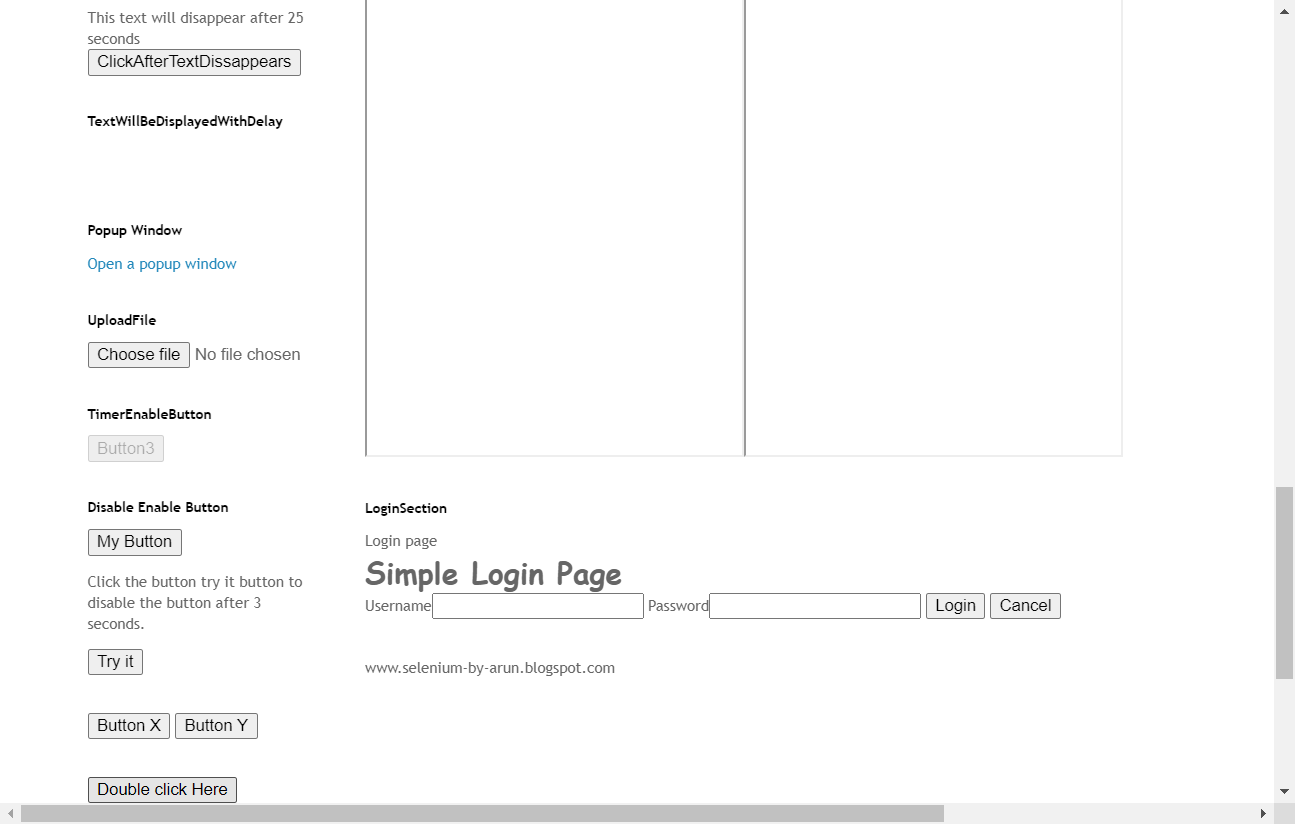 This text will disappear after 25
seconds
ClickAfterTextDissappears
TextWillBeDisplayedWithDelay
Popup Window
Open a popup window
UploadFile
Choose file No file chosen
TimerEnableButton
Button3
Disable Enable Button
My Button
Click the button try it button to
disable the button after 3
seconds.
Try it
Button X Button Y
Double click Here
LoginSection
Login page
Simple Login Page
Username Password Login Cancel
www.selenium-by-arun.blogspot.com